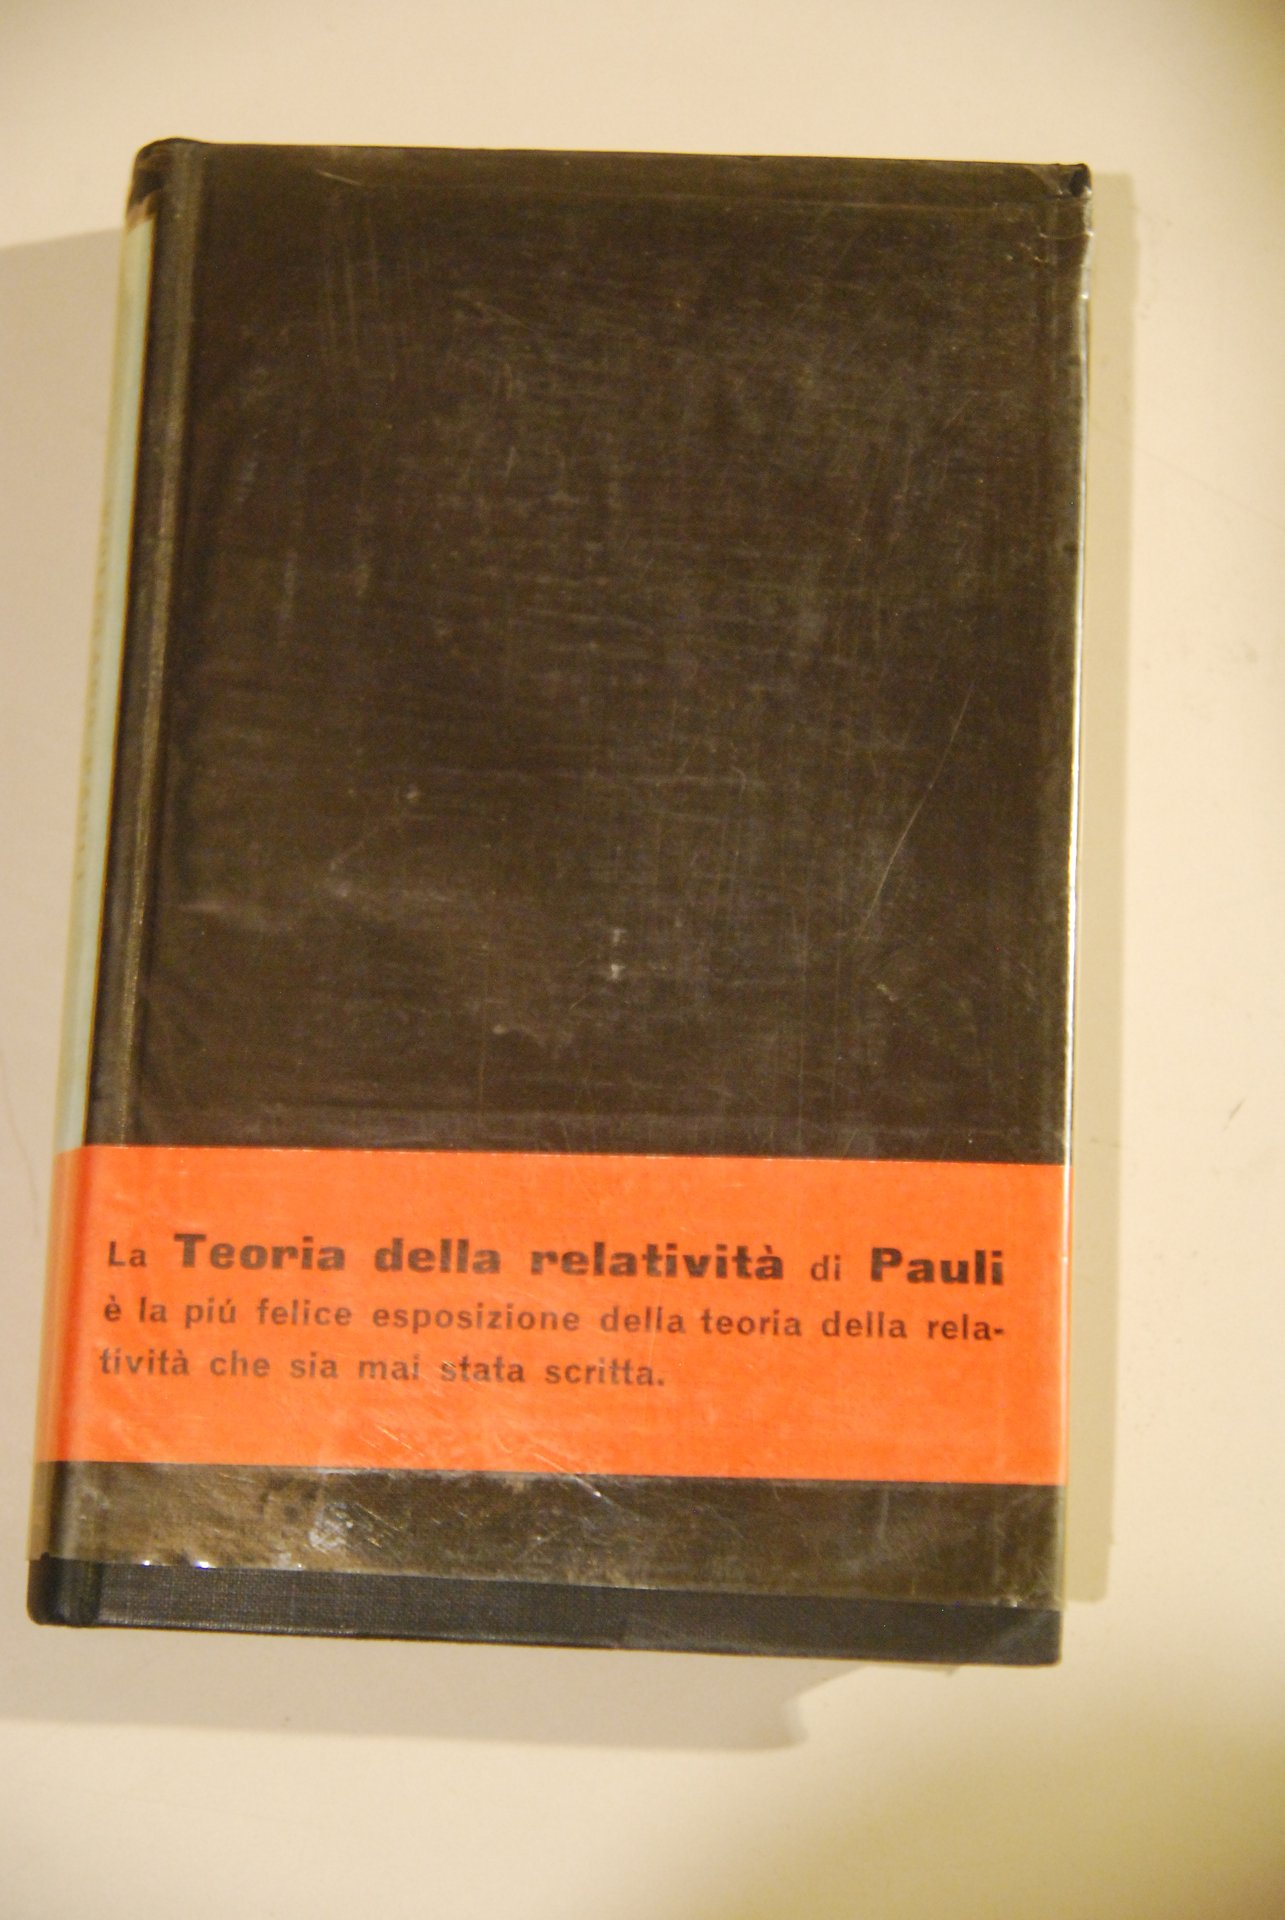 La Teoria della relatività di Pauli
è la piú felice esposizione della teoria della rela-
tività che sia mai stata scritta.